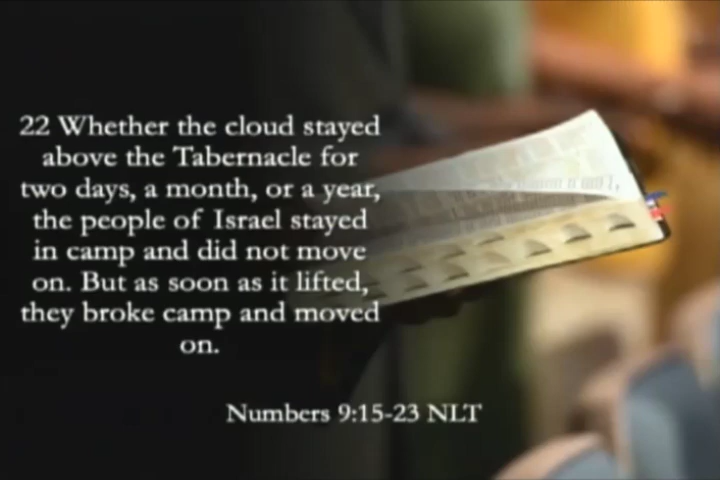 22 Whether the cloud stayed
above the Tabernacle for
two days, a month, or a year,
the people of Israel stayed
in camp and did not move
on. But as soon as it lifted,
they broke camp and moved
on.
Numbers 9:15-23 NLT